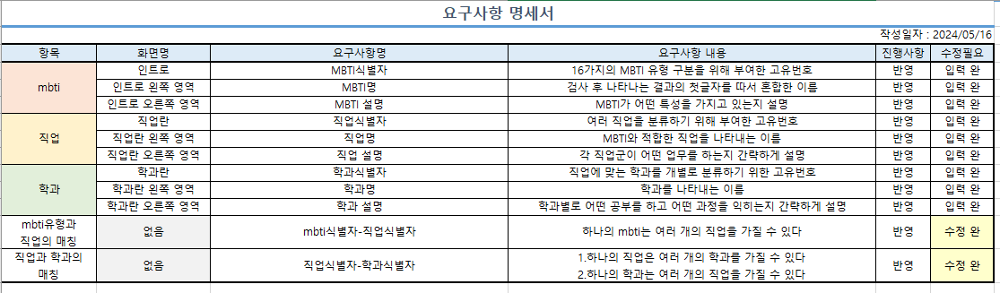 요구사항 명세서
작성일자 : 2024/05/16
항목 화면명 요구사항명 요구사항 내용 진행사항 수정필요
mbti 인트로 MBTI식별자 16가지의 MBTI 유형 구분을 위해 부여한 고유번호 반영 입력 완
인트로 왼쪽 영역 MBTI명 검사 후 나타나는 결과의 첫글자를 따서 혼합한 이름 반영 입력 완
인트로 오른쪽 영역 MBTI 설명 MBTI가 어떤 특성을 가지고 있는지 설명 반영 입력 완
직업 직업란 직업식별자 여러 직업을 분류하기 위해 부여한 고유번호 반영 입력 완
직업란 왼쪽 영역 직업명 MBTI와 적합한 직업을 나타내는 이름 반영 입력 완
직업란 오른쪽 영역 직업 설명 각 직업군이 어떤 업무를 하는지 간략하게 설명 반영 입력 완
학과 학과란 학과식별자 직업에 맞는 학과를 개별로 분류하기 위한 고유번호 반영 입력 완
학과란 왼쪽 영역 학과명 학과를 나타내는 이름 반영 입력 완
학과란 오른쪽 영역 학과 설명 학과별로 어떤 공부를 하고 어떤 과정을 익히는지 간략하게 설명 반영 입력 완
mbti유형과
직업의 매칭 없음 mbti식별자-직업식별자 하나의 mbti는 여러 개의 직업을 가질 수 있다 반영 수정 완
직업과 학과의
매칭 없음 직업식별자-학과식별자 1.하나의 직업은 여러 개의 학과를 가질 수 있다
2.하나의 학과는 여러 개의 직업을 가질 수 있다 반영 수정 완